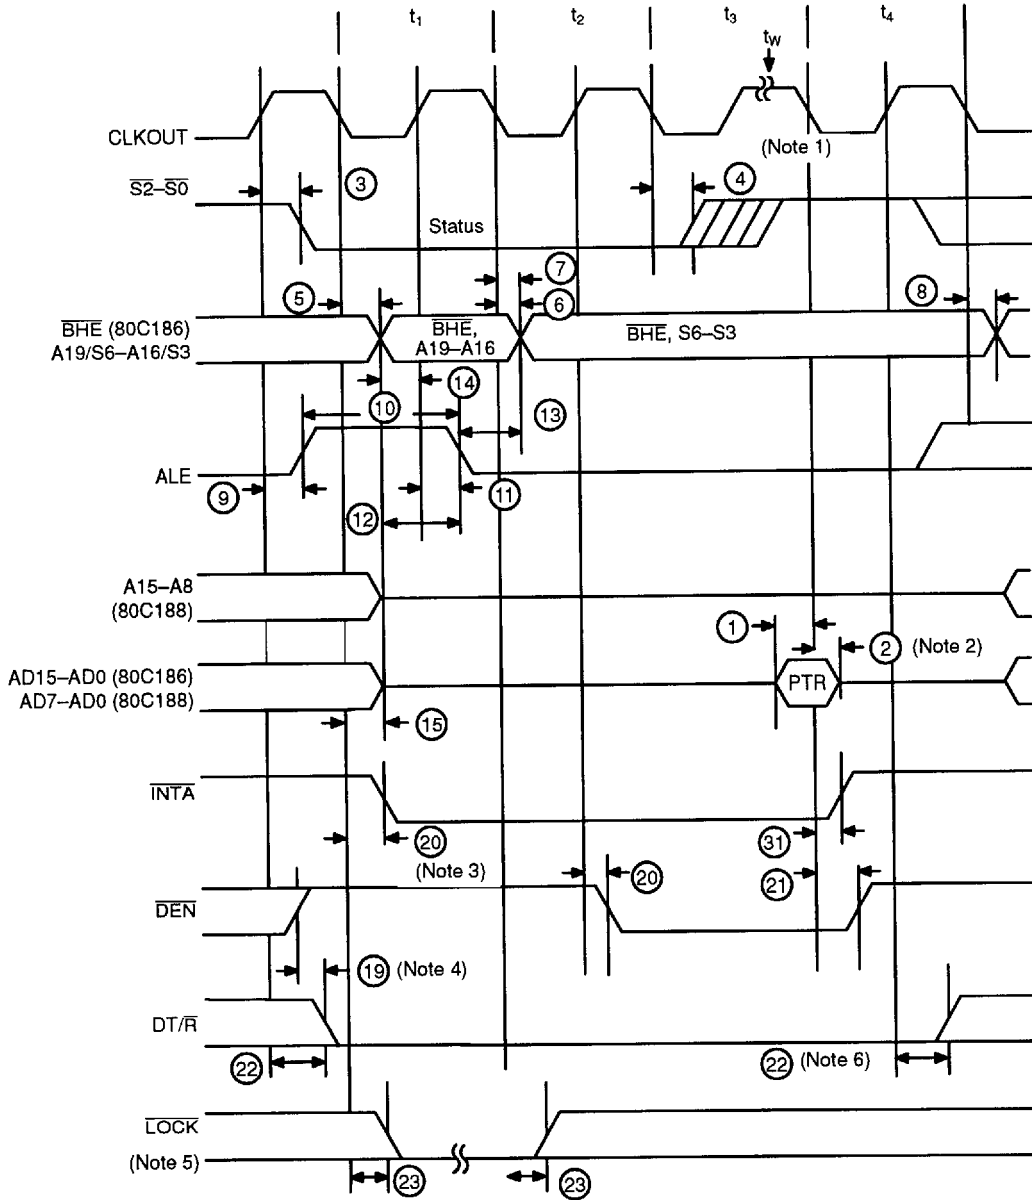 t1 t2 t3 t4
tW
CLKOUT
(Note 1)
S2–S0
3
4
Status
7
5
6
8
BHE (80C186)
A19/S6–A16/S3
BHE,
A19–A16
BHE, S6–S3
14
10
13
ALE
9
11
12
A15–A8
(80C188)
1
2 (Note 2)
AD15–AD0 (80C186)
AD7–AD0 (80C188)
PTR
15
INTA
20
31
(Note 3)
20
21
DEN
19 (Note 4)
DT/R
22
22 (Note 6)
LOCK
(Note 5)
23
23